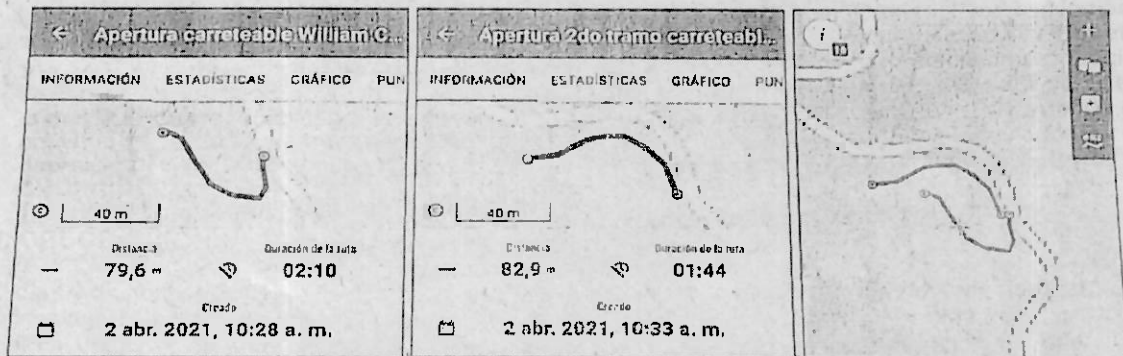 ← Apertura carreteable William G...
INFORMACIÓN ESTADÍSTICAS GRÁFICO PUN
40 m
Distancia
79,6 m
Duración de la ruta
02:10
Creado
2 abr. 2021, 10:28 a. m.
← Apertura 2do tramo carreteabl...
INFORMACIÓN ESTADÍSTICAS GRÁFICO PUN
40 m
Distancia
82,9 m
Duración de la ruta
01:44
Creado
2 abr. 2021, 10:33 a. m.
i